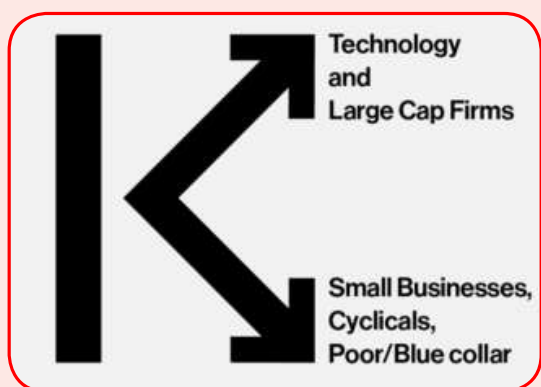 Technology
and
Large Cap Firms
Small Businesses,
Cyclicals,
Poor/Blue collar